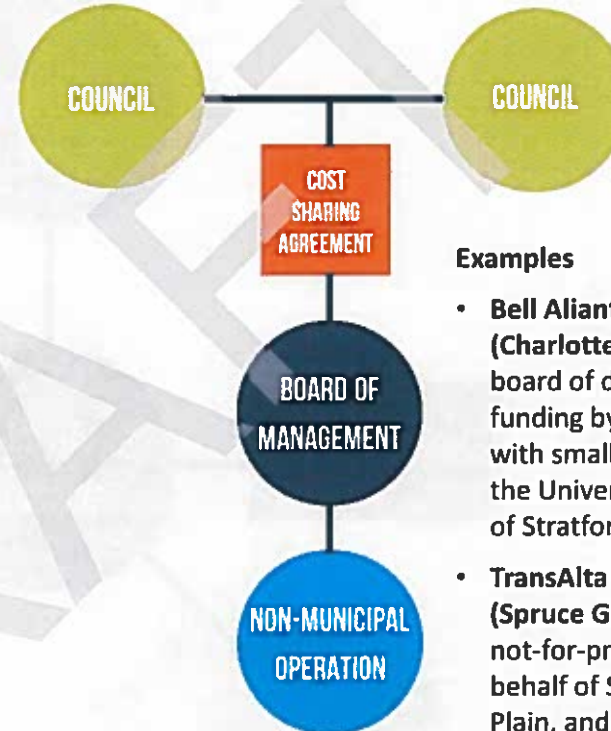 COUNCIL
COUNCIL
COST
SHARING
AGREEMENT
BOARD OF
MANAGEMENT
NON-MUNICIPAL
OPERATION
Examples
• Bell Aliant
(Charlotte
board of d
funding by
with small
the Univer
of Stratfor
• TransAlta
(Spruce G
not-for-pr
behalf of S
Plain, and